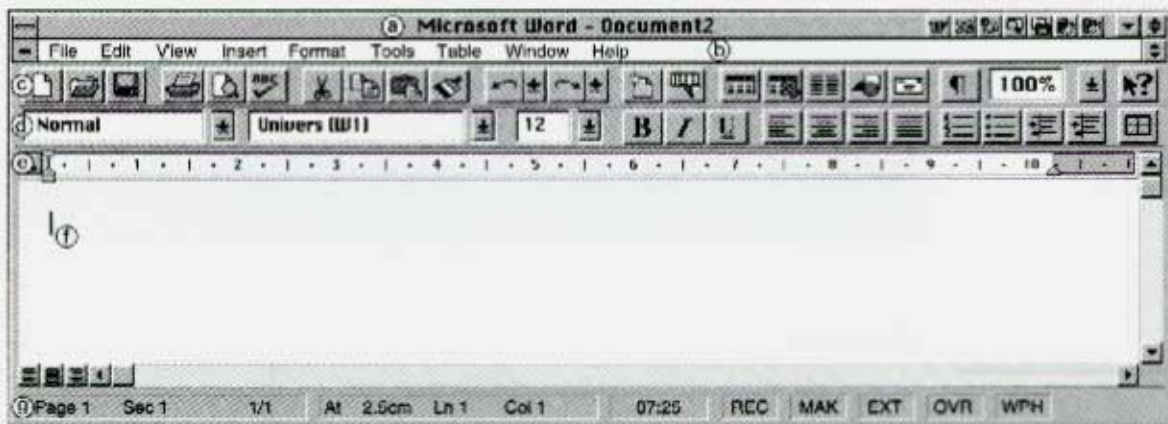 ⓐ Microsoft Word - Document2
File Edit View Insert Format Tools Table Window Help ⓑ
ⓒ ABC ¶ 100%
ⓓ Normal Univers (W1) 12 B I U
ⓔ 1 2 3 4 5 6 7 8 9 10 1
ⓕ
ⓖ Page 1 Sec 1 1/1 At 2.5cm Ln 1 Col 1 07:25 REC MAK EXT OVR WPH